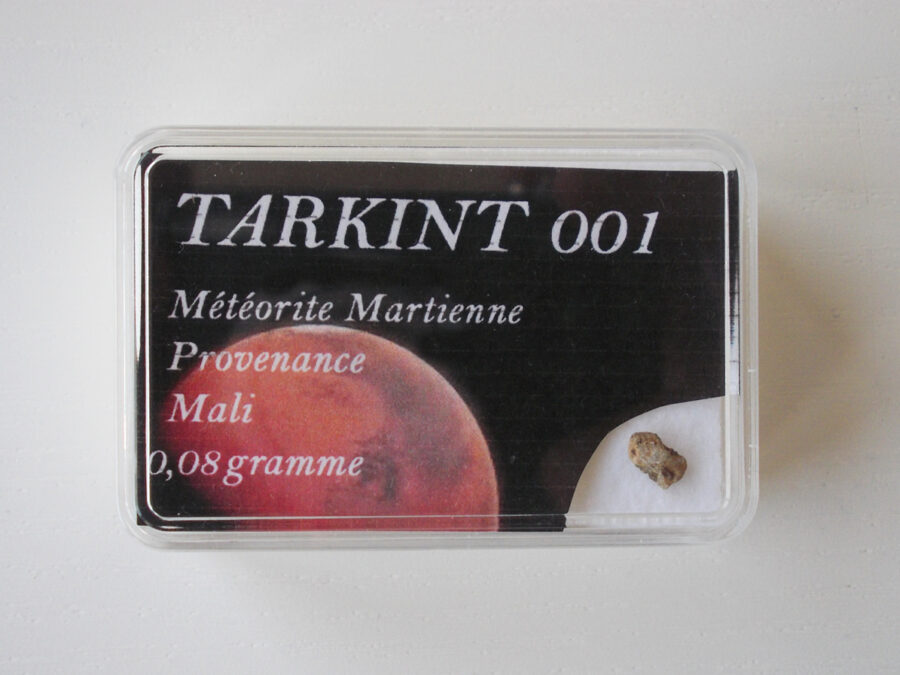 TARKINT 001
Météorite Martienne
Provenance
Mali
0,08 gramme